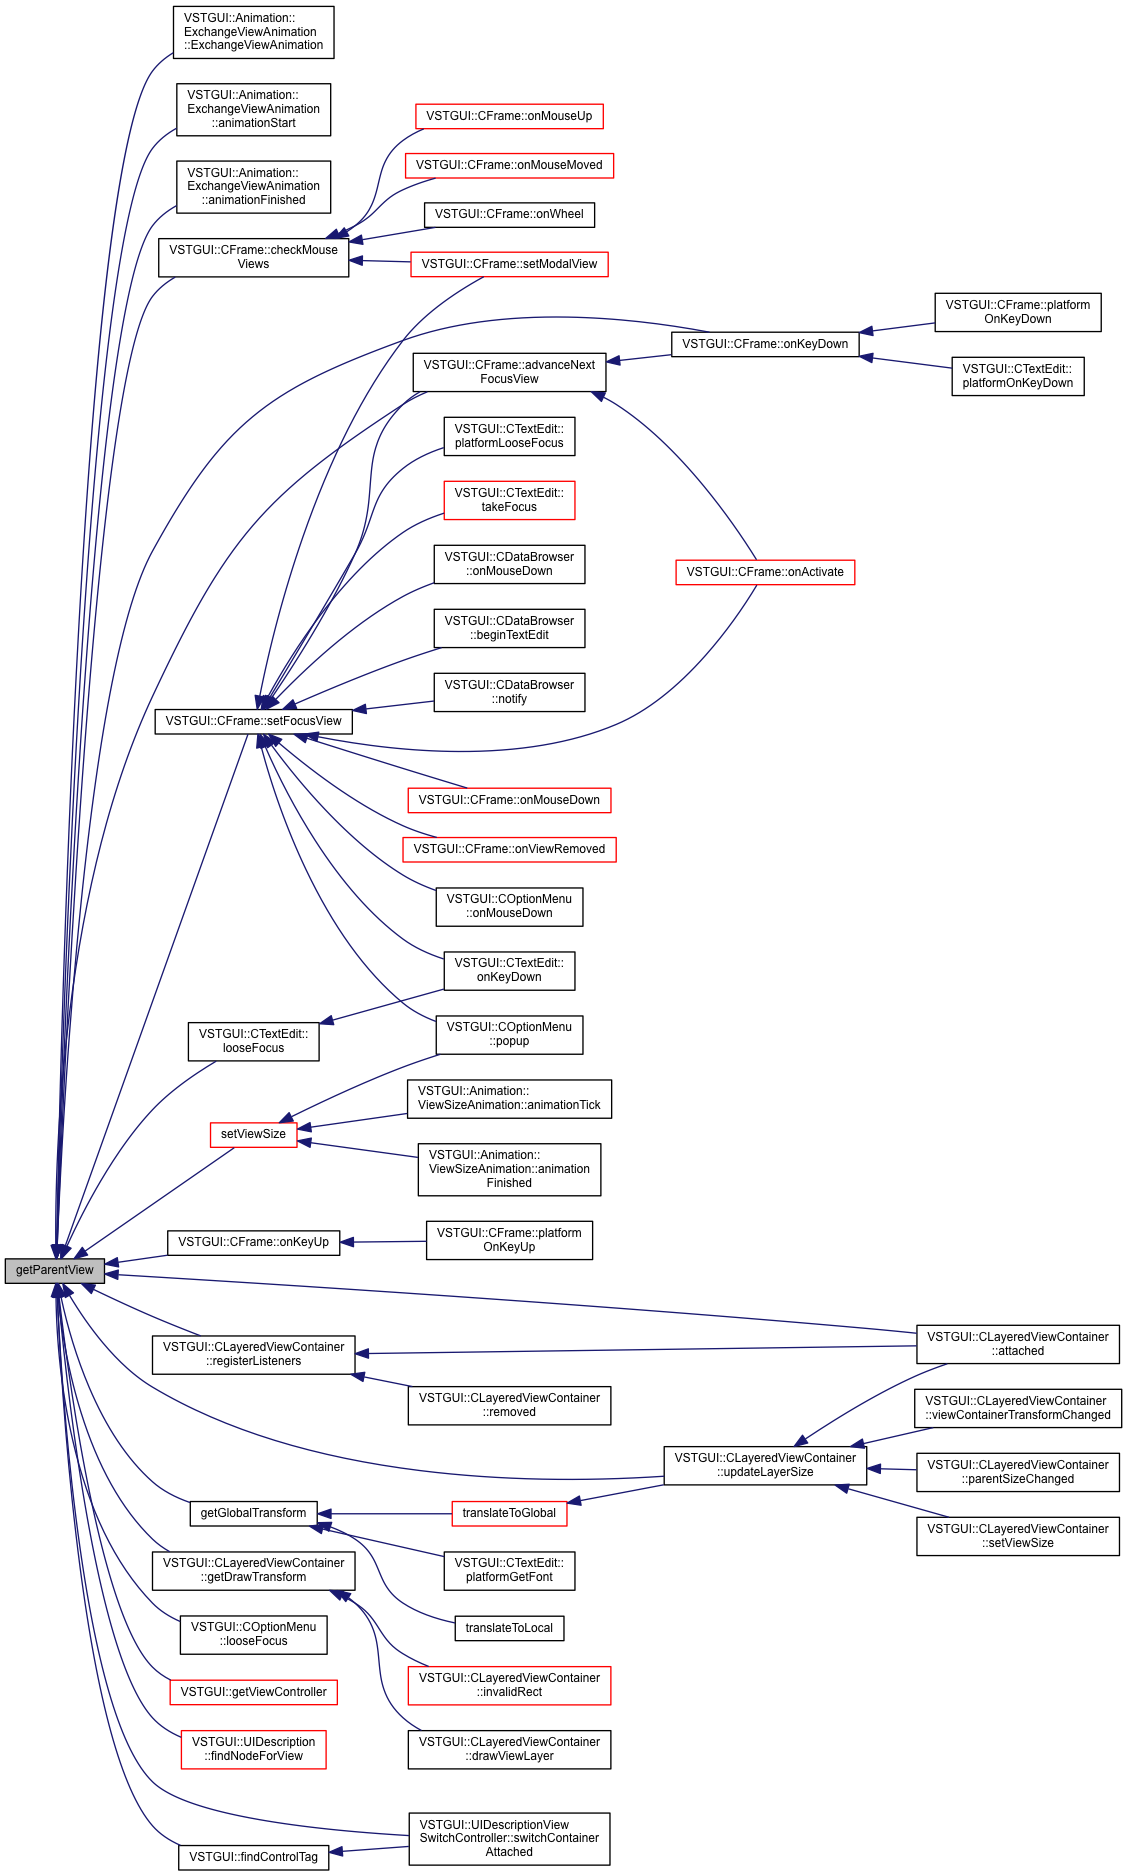 VSTGUI::Animation::
ExchangeViewAnimation
::ExchangeViewAnimation
VSTGUI::Animation::
ExchangeViewAnimation
::animationStart
VSTGUI::Animation::
ExchangeViewAnimation
::animationFinished
VSTGUI::CFrame::checkMouse
Views
VSTGUI::CFrame::onMouseUp
VSTGUI::CFrame::onMouseMoved
VSTGUI::CFrame::onWheel
VSTGUI::CFrame::setModalView
VSTGUI::CFrame::platform
OnKeyDown
VSTGUI::CFrame::onKeyDown
VSTGUI::CTextEdit::
platformOnKeyDown
VSTGUI::CFrame::advanceNext
FocusView
VSTGUI::CTextEdit::
platformLooseFocus
VSTGUI::CTextEdit::
takeFocus
VSTGUI::CDataBrowser
::onMouseDown
VSTGUI::CFrame::onActivate
VSTGUI::CDataBrowser
::beginTextEdit
VSTGUI::CDataBrowser
::notify
VSTGUI::CFrame::setFocusView
VSTGUI::CFrame::onMouseDown
VSTGUI::CFrame::onViewRemoved
VSTGUI::COptionMenu
::onMouseDown
VSTGUI::CTextEdit::
onKeyDown
VSTGUI::CTextEdit::
looseFocus
VSTGUI::COptionMenu
::popup
setViewSize
VSTGUI::Animation::
ViewSizeAnimation::animationTick
VSTGUI::Animation::
ViewSizeAnimation::animation
Finished
VSTGUI::CFrame::onKeyUp
VSTGUI::CFrame::platform
OnKeyUp
getParentView
VSTGUI::CLayeredViewContainer
::registerListeners
VSTGUI::CLayeredViewContainer
::attached
VSTGUI::CLayeredViewContainer
::removed
VSTGUI::CLayeredViewContainer
::viewContainerTransformChanged
VSTGUI::CLayeredViewContainer
::updateLayerSize
VSTGUI::CLayeredViewContainer
::parentSizeChanged
getGlobalTransform
translateToGlobal
VSTGUI::CLayeredViewContainer
::setViewSize
VSTGUI::CLayeredViewContainer
::getDrawTransform
VSTGUI::CTextEdit::
platformGetFont
VSTGUI::COptionMenu
::looseFocus
translateToLocal
VSTGUI::getViewController
VSTGUI::CLayeredViewContainer
::invalidRect
VSTGUI::UIDescription
::findNodeForView
VSTGUI::CLayeredViewContainer
::drawViewLayer
VSTGUI::UIDescriptionView
SwitchController::switchContainer
Attached
VSTGUI::findControlTag